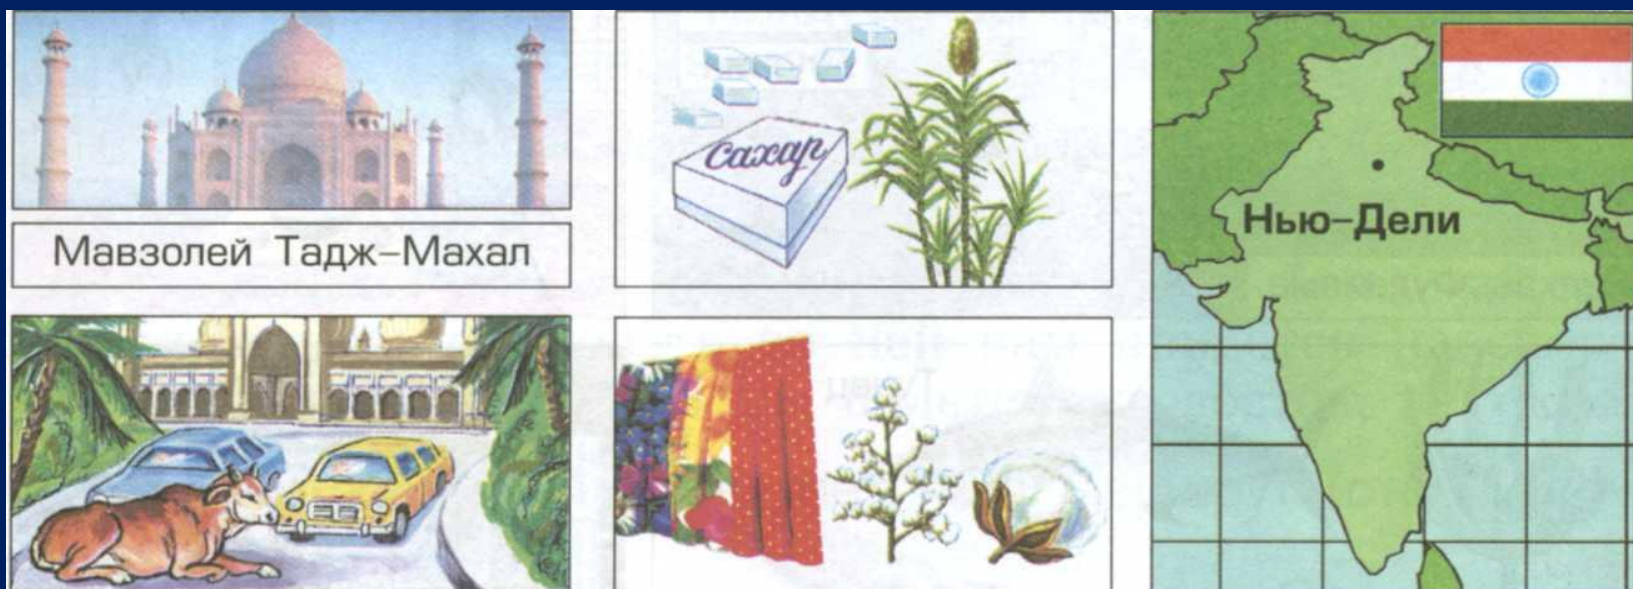 Мавзолей Тадж–Махал
сахар
Нью–Дели